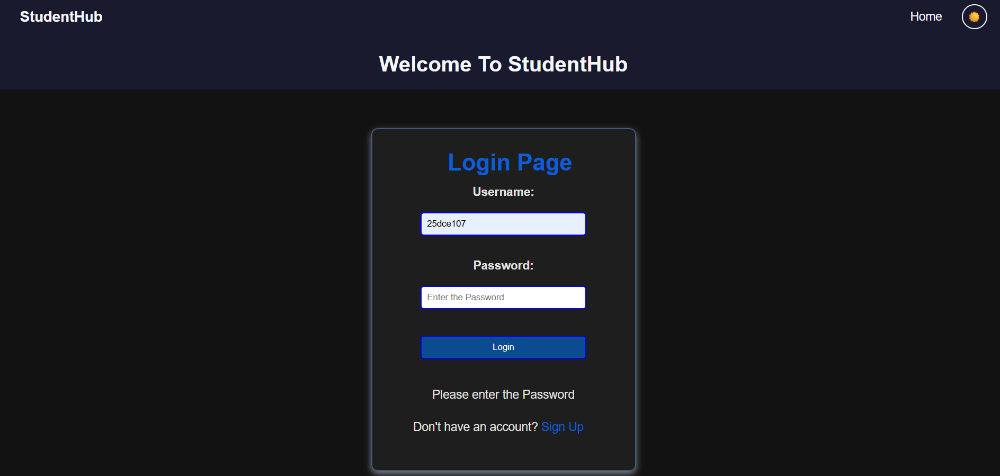 StudentHub
Home
Welcome To StudentHub
Login Page
Username:
25dce107
Password:
Enter the Password
Login
Please enter the Password
Don't have an account? Sign Up